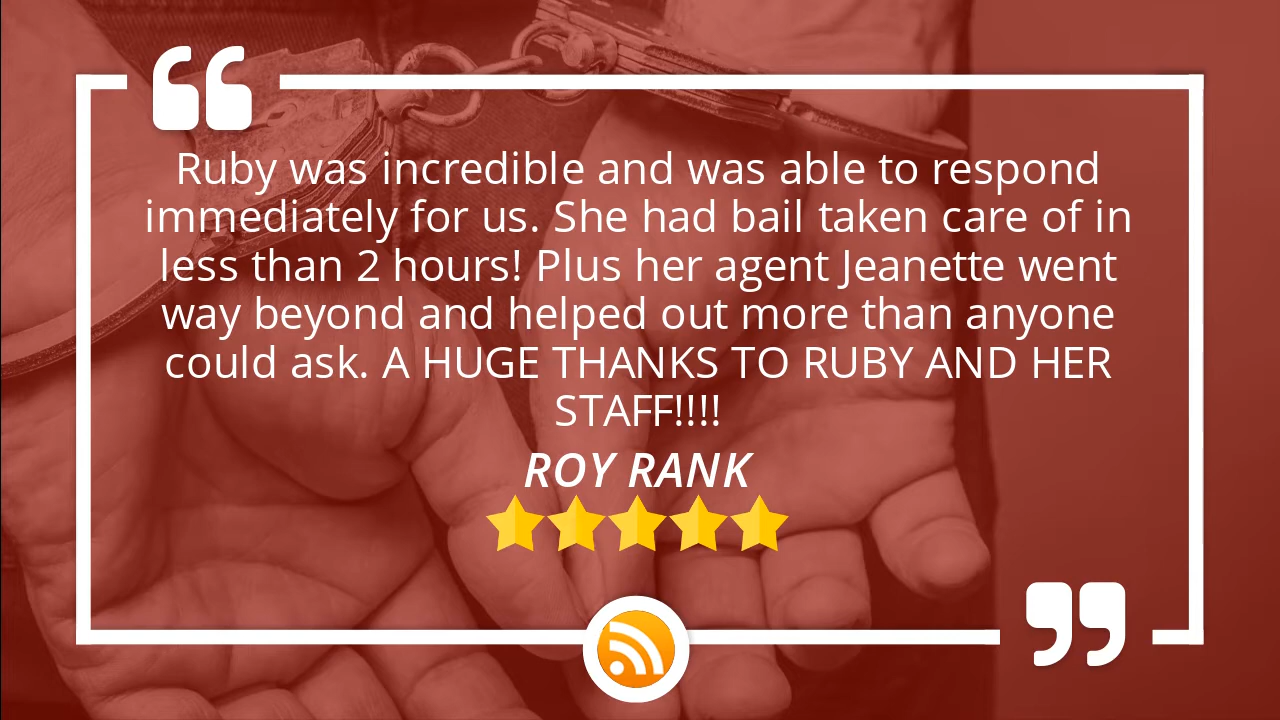 Ruby was incredible and was able to respond
immediately for us. She had bail taken care of in
less than 2 hours! Plus her agent Jeanette went
way beyond and helped out more than anyone
could ask. A HUGE THANKS TO RUBY AND HER
STAFF!!!!
ROY RANK